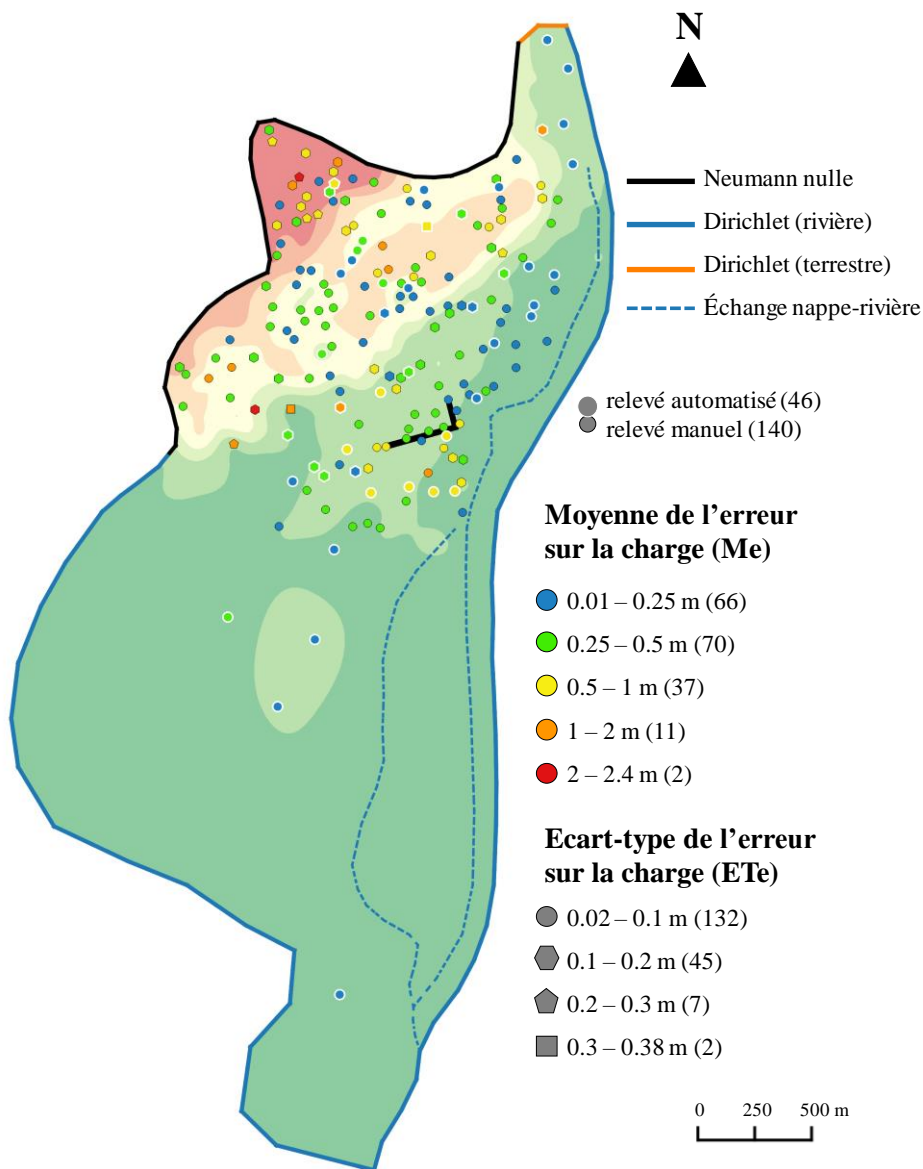 N
Neumann nulle
Dirichlet (rivière)
Dirichlet (terrestre)
Échange nappe-rivière
relevé automatisé (46)
relevé manuel (140)
Moyenne de l’erreur
sur la charge (Me)
0.01 – 0.25 m (66)
0.25 – 0.5 m (70)
0.5 – 1 m (37)
1 – 2 m (11)
2 – 2.4 m (2)
Ecart-type de l’erreur
sur la charge (ETe)
0.02 – 0.1 m (132)
0.1 – 0.2 m (45)
0.2 – 0.3 m (7)
0.3 – 0.38 m (2)
0 250 500 m